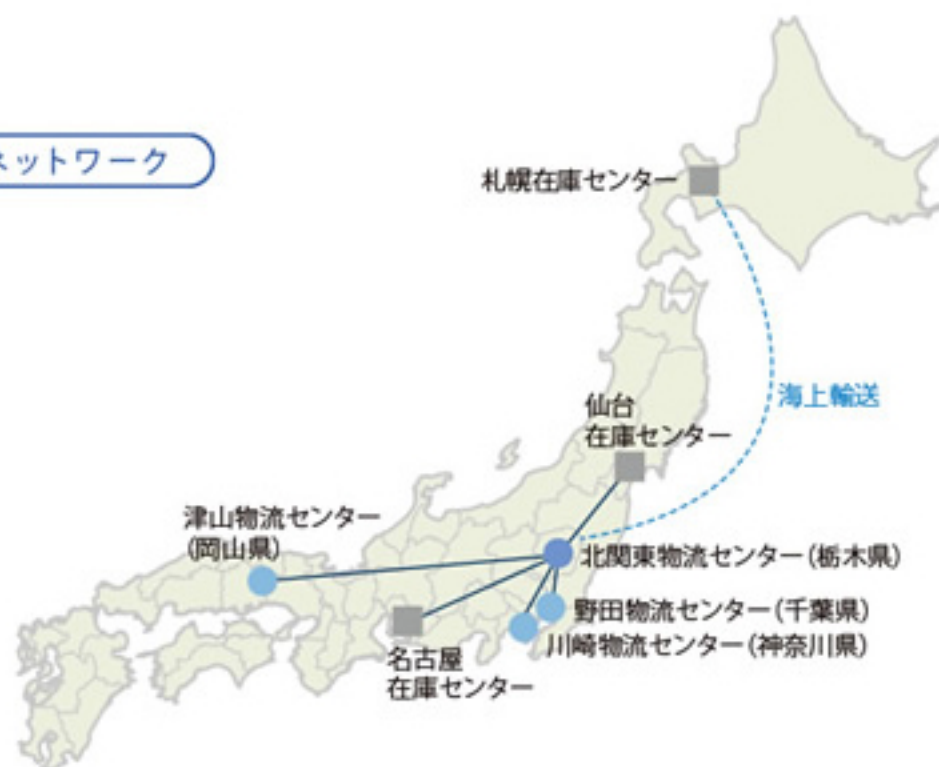 ネットワーク
札幌在庫センター
海上輸送
仙台
在庫センター
津山物流センター
(岡山県)
北関東物流センター(栃木県)
野田物流センター(千葉県)
川崎物流センター(神奈川県)
名古屋
在庫センター